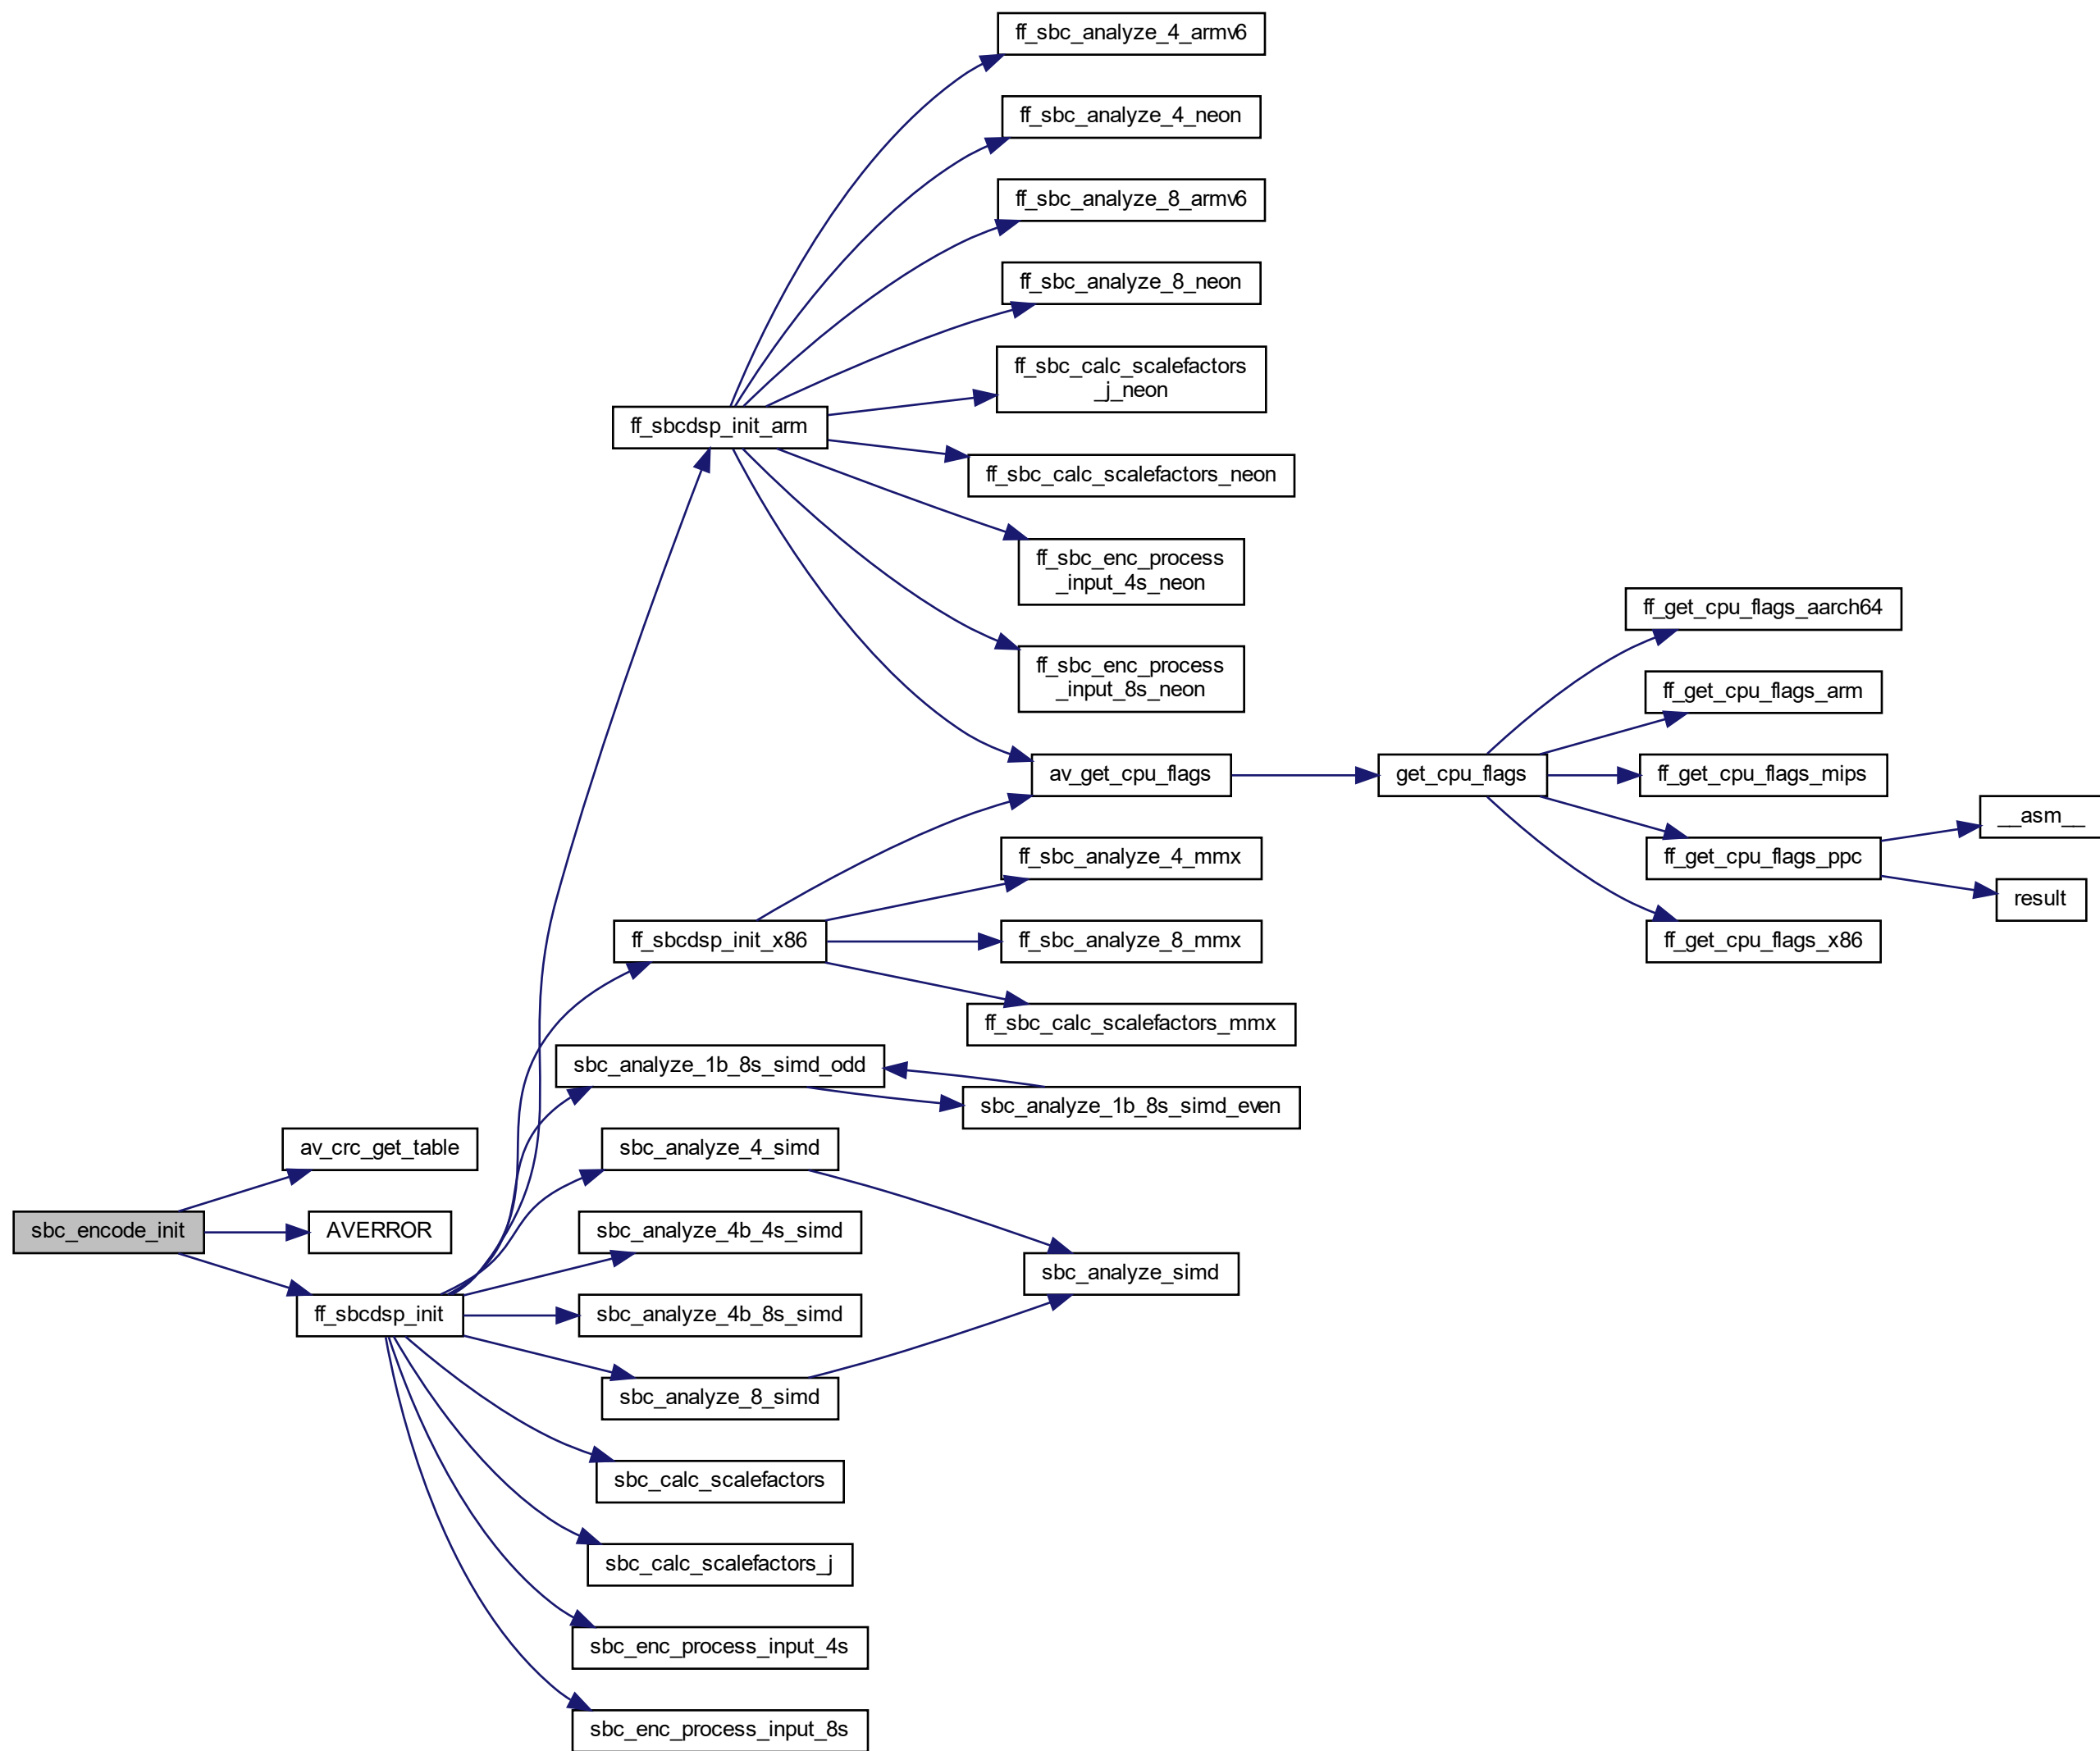 ff_sbc_analyze_4_armv6
ff_sbc_analyze_4_neon
ff_sbc_analyze_8_armv6
ff_sbc_analyze_8_neon
ff_sbc_calc_scalefactors
_j_neon
ff_sbcdsp_init_arm
ff_sbc_calc_scalefactors_neon
ff_sbc_enc_process
_input_4s_neon
ff_sbc_enc_process
_input_8s_neon
ff_get_cpu_flags_aarch64
ff_get_cpu_flags_arm
av_get_cpu_flags
get_cpu_flags
ff_get_cpu_flags_mips
__asm__
ff_sbc_analyze_4_mmx
ff_get_cpu_flags_ppc
result
ff_sbcdsp_init_x86
ff_sbc_analyze_8_mmx
ff_get_cpu_flags_x86
ff_sbc_calc_scalefactors_mmx
sbc_analyze_1b_8s_simd_odd
sbc_analyze_1b_8s_simd_even
av_crc_get_table
sbc_analyze_4_simd
sbc_encode_init
AVERROR
sbc_analyze_4b_4s_simd
sbc_analyze_simd
ff_sbcdsp_init
sbc_analyze_4b_8s_simd
sbc_analyze_8_simd
sbc_calc_scalefactors
sbc_calc_scalefactors_j
sbc_enc_process_input_4s
sbc_enc_process_input_8s